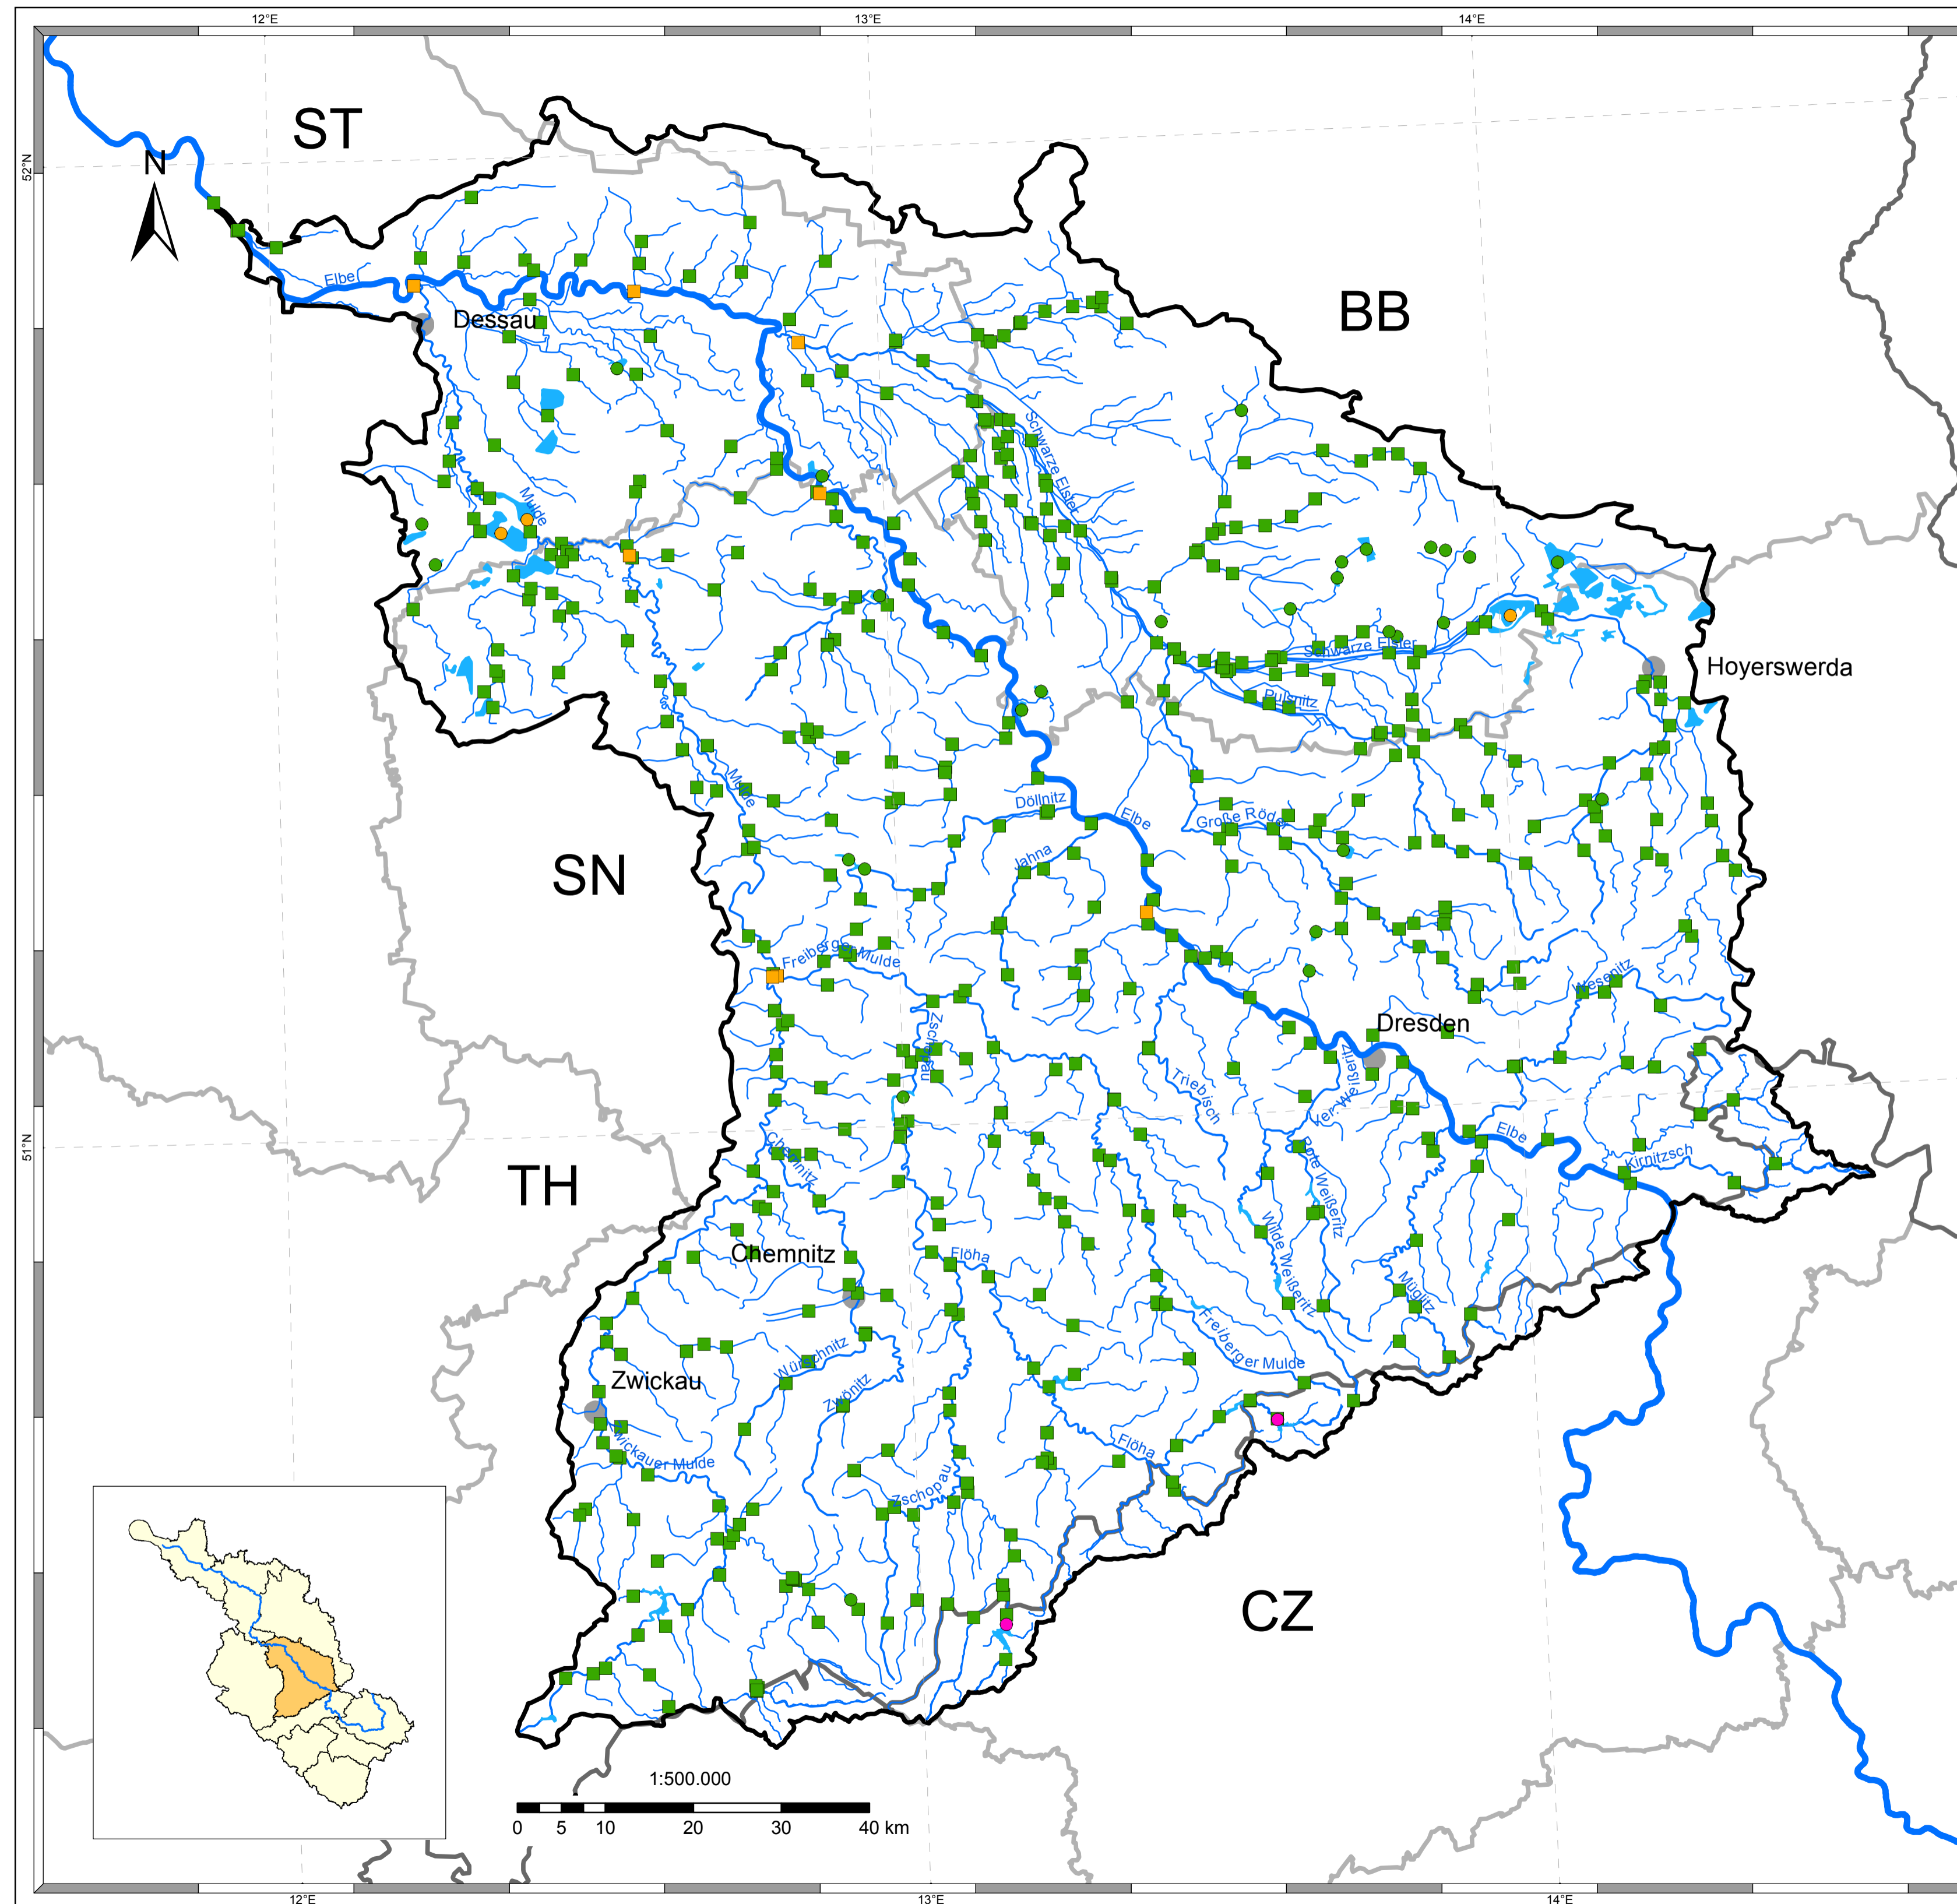 12°E
13°E
14°E
52°N
51°N
N
ST
BB
SN
TH
CZ
Elbe
Dessau
Mulde
Schwarze Elster
Schwarze Elster
Pulsnitz
Hoyerswerda
Mulde
Döllnitz
Elbe
Große Röder
Jahna
Freiberger Mulde
Wesenitz
Zschopau
Dresden
Triebisch
Ver. Weißeritz
Elbe
Kirnitzsch
Chemnitz
Rote Weißeritz
Wilde Weißeritz
Chemnitz
Flöha
Müglitz
Freiberger Mulde
Würschnitz
Zwönitz
Zwickau
Zwickauer Mulde
Flöha
Zschopau
1:500.000
0 5 10 20 30 40 km
12°E
13°E
14°E